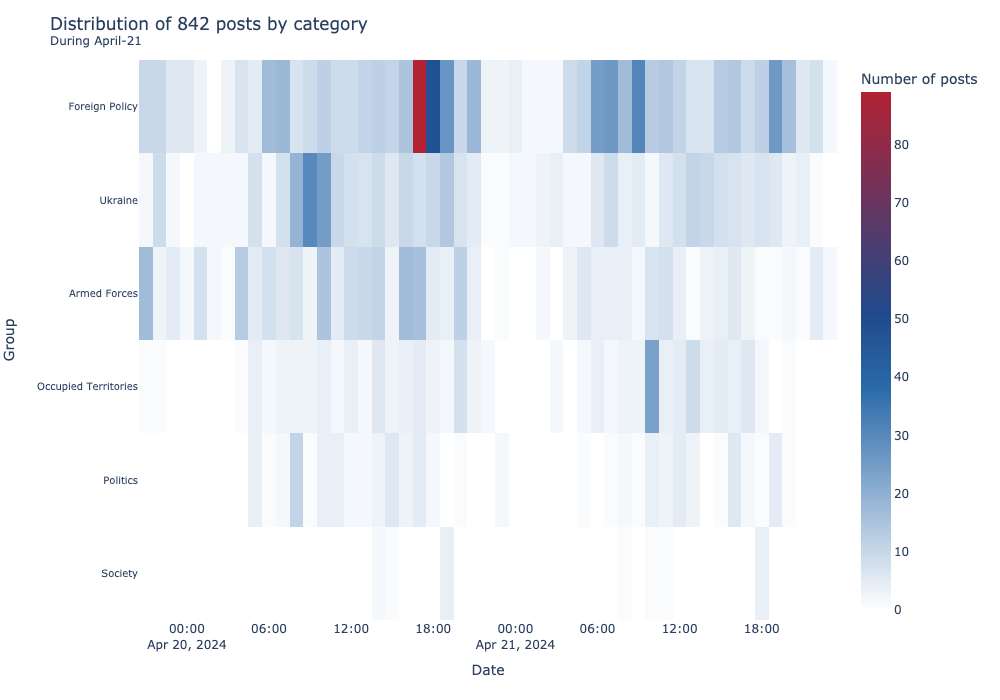 Distribution of 842 posts by category
During April-21
Number of posts
Foreign Policy
Ukraine
Armed Forces
Occupied Territories
Politics
Society
Group
80
70
60
50
40
30
20
10
0
00:00
Apr 20, 2024
06:00
12:00
18:00
00:00
Apr 21, 2024
06:00
12:00
18:00
Date